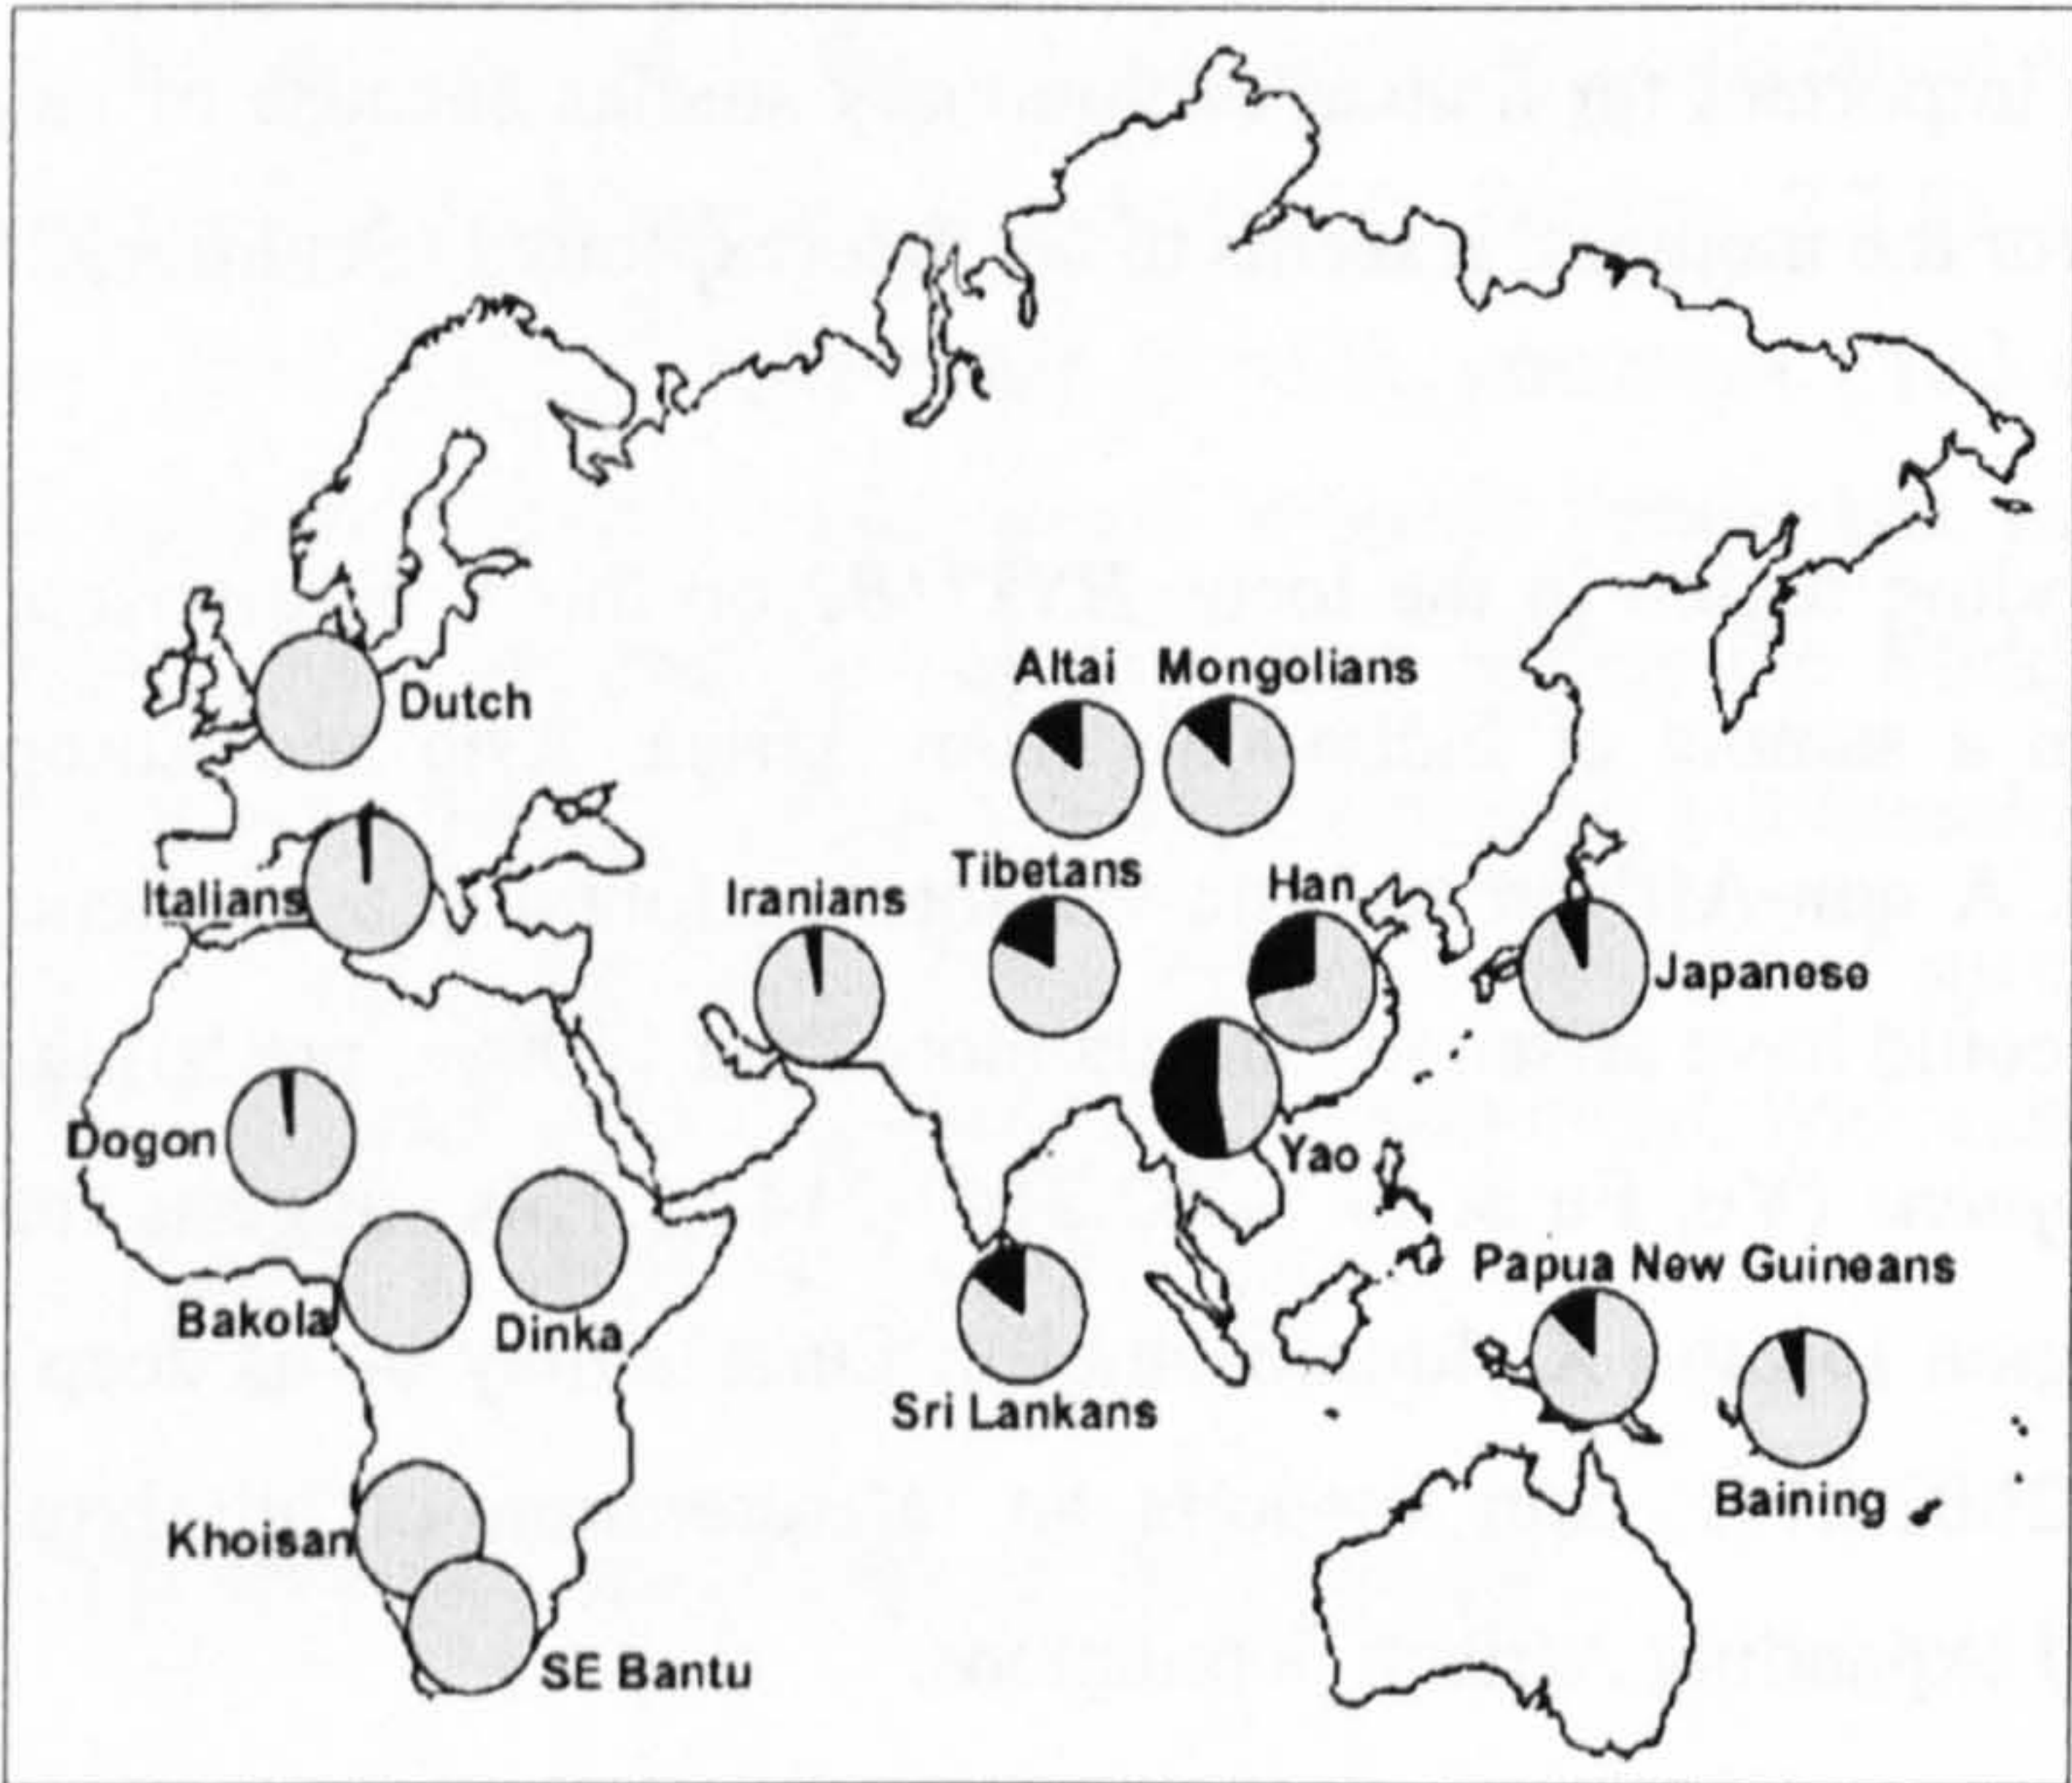 Altai Mongolians
Dutch
Tibetans
Han
Iranians
Italians
Japanese
Dogon
Yao
Papua New Guineans
Bakola
Dinka
Sri Lankans
Baining
Khoisan
SE Bantu